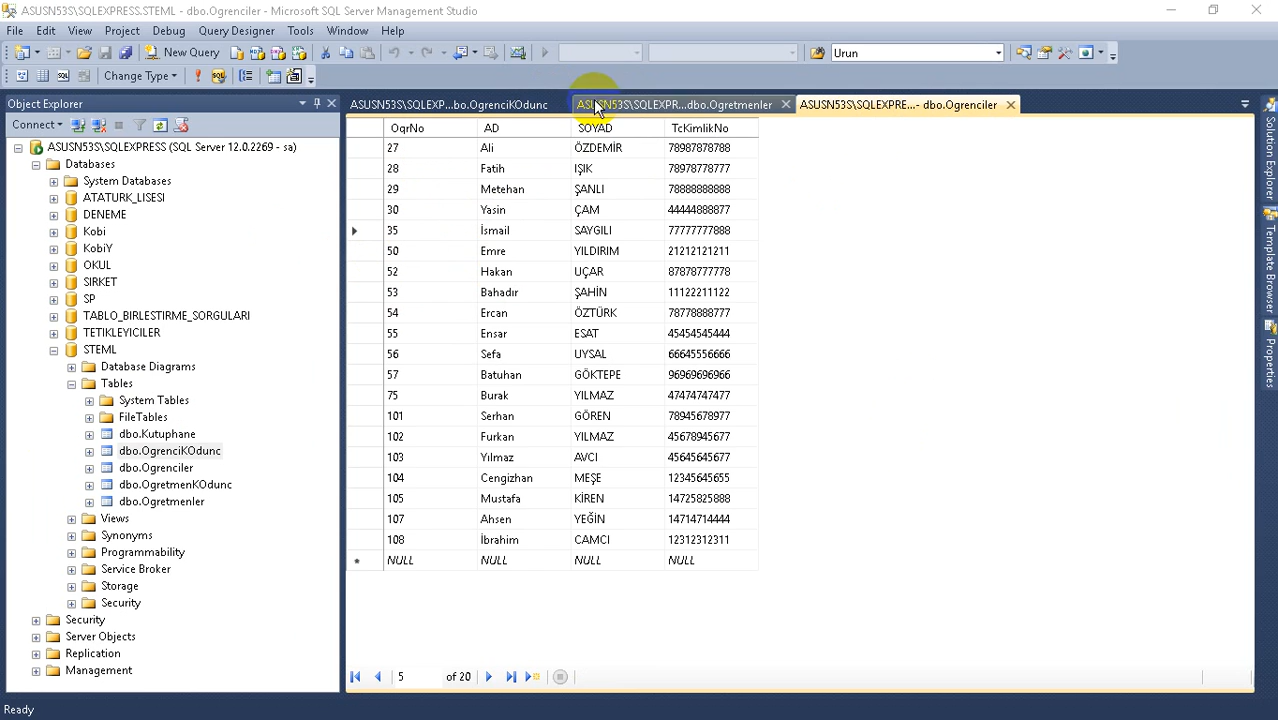 ASUSN53S\SQLEXPRESS.STEML - dbo.Ogrenciler - Microsoft SQL Server Management Studio
File Edit View Project Debug Query Designer Tools Window Help
New Query Urun
Change Type
Object Explorer
Connect
ASUSN53S\SQLEXPRESS (SQL Server 12.0.2269 - sa)
Databases
System Databases
ATATURK_LISESI
DENEME
Kobi
KobiY
OKUL
SIRKET
SP
TABLO_BIRLESTIRME_SORGULARI
TETIKLEYICILER
STEML
Database Diagrams
Tables
System Tables
FileTables
dbo.Kutuphane
dbo.OgrenciKOdunc
dbo.Ogrenciler
dbo.OgretmenKOdunc
dbo.Ogretmenler
Views
Synonyms
Programmability
Service Broker
Storage
Security
Security
Server Objects
Replication
Management
ASUSN53S\SQLEXP...bo.OgrenciKOdunc ASUSN53S\SQLEXPR...dbo.Ogretmenler ASUSN53S\SQLEXPRE...- dbo.Ogrenciler
OgrNo AD SOYAD TcKimlikNo
27 Ali ÖZDEMİR 78987878788
28 Fatih IŞIK 78978778777
29 Metehan ŞANLI 78888888888
30 Yasin ÇAM 44444888877
35 İsmail SAYGILI 77777777888
50 Emre YILDIRIM 21212121211
52 Hakan UÇAR 87878777778
53 Bahadır ŞAHİN 11122211122
54 Ercan ÖZTÜRK 78778888777
55 Ensar ESAT 45454545444
56 Sefa UYSAL 66645556666
57 Batuhan GÖKTEPE 96969696966
75 Burak YILMAZ 47474747477
101 Serhan GÖREN 78945678977
102 Furkan YILMAZ 45678945677
103 Yılmaz AVCI 45645645677
104 Cengizhan MEŞE 12345645655
105 Mustafa KİREN 14725825888
107 Ahsen YEĞİN 14714714444
108 İbrahim CAMCI 12312312311
NULL NULL NULL NULL
5 of 20
Solution Explorer
Template Browser
Properties
Ready